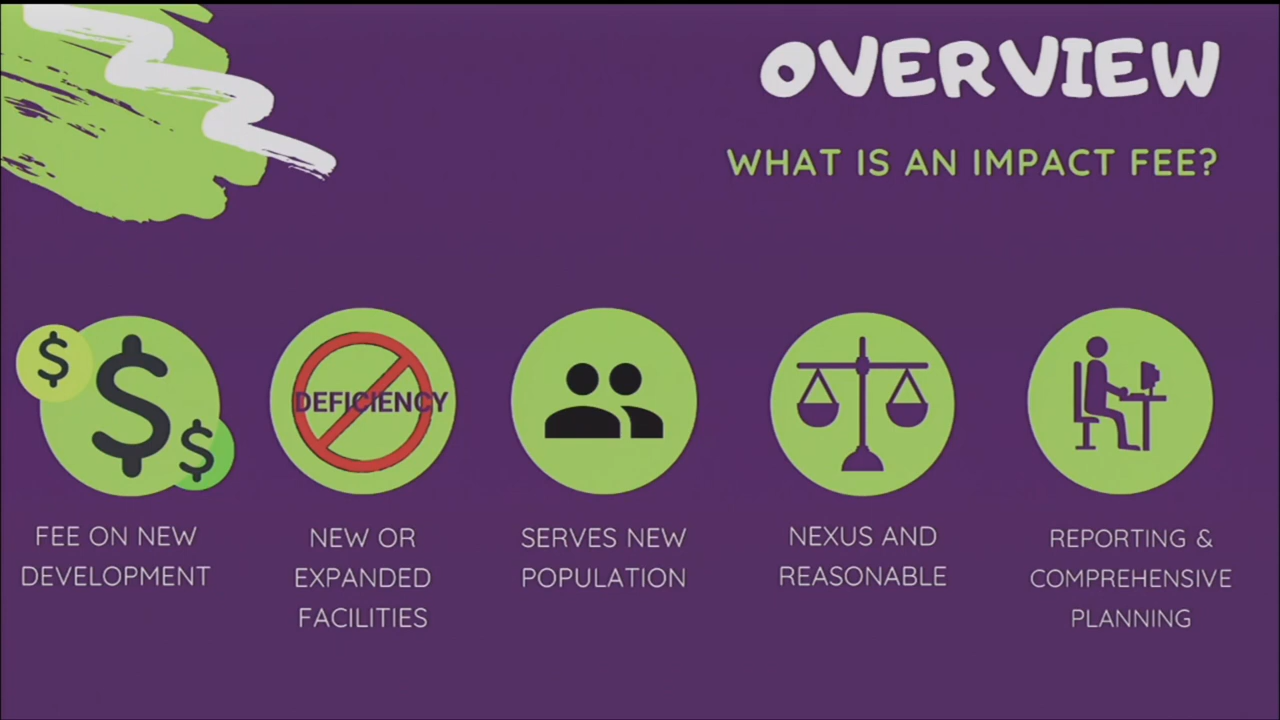 OVERVIEW
WHAT IS AN IMPACT FEE?
$
$
$
DEFICIENCY
FEE ON NEW
DEVELOPMENT
NEW OR
EXPANDED
FACILITIES
SERVES NEW
POPULATION
NEXUS AND
REASONABLE
REPORTING &
COMPREHENSIVE
PLANNING